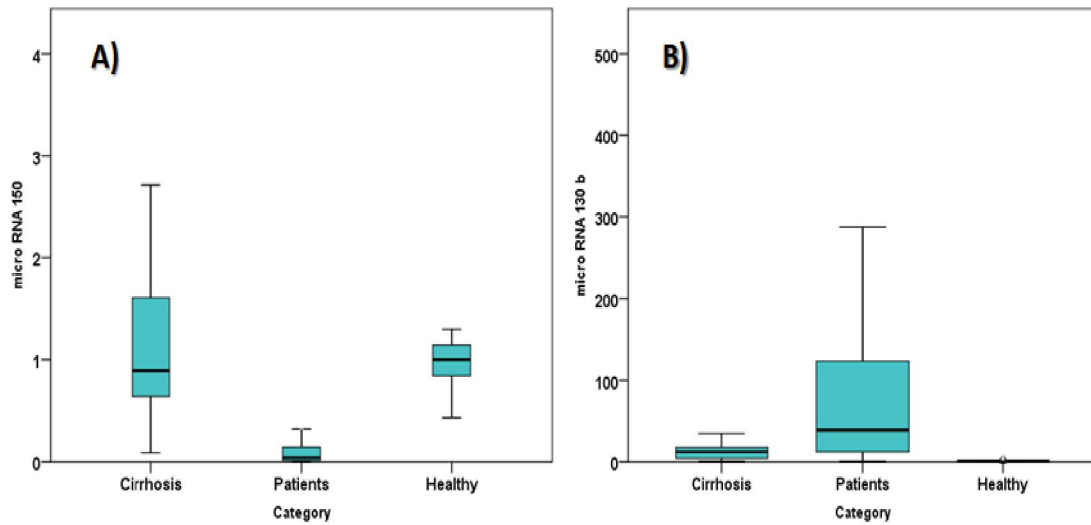 A)
micro RNA 150
4
3
2
1
0
Cirrhosis Patients Healthy
Category
B)
micro RNA 130 b
500
400
300
200
100
0
Cirrhosis Patients Healthy
Category